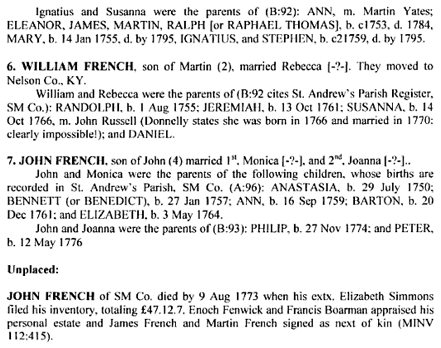 Ignatius and Susanna were the parents of (B:92): ANN, m. Martin Yates;
ELEANOR, JAMES, MARTIN, RALPH [or RAPHAEL THOMAS], b. c1753, d. 1784,
MARY, b. 14 Jan 1755, d. by 1795, IGNATIUS, and STEPHEN, b. c21759, d. by 1795.
6. WILLIAM FRENCH, son of Martin (2), married Rebecca [-?-]. They moved to
Nelson Co., KY.
William and Rebecca were the parents of (B:92 cites St. Andrew's Parish Register,
SM Co.): RANDOLPH, b. 1 Aug 1755; JEREMIAH, b. 13 Oct 1761; SUSANNA, b. 14
Oct 1766, m. John Russell (Donnelly states she was born in 1766 and married in 1770:
clearly impossible!); and DANIEL.
7. JOHN FRENCH, son of John (4) married 1st, Monica [-?-], and 2nd, Joanna [-?-]..
John and Monica were the parents of the following children, whose births are
recorded in St. Andrew's Parish, SM Co. (A:96): ANASTASIA, b. 29 July 1750;
BENNETT (or BENEDICT), b. 27 Jan 1757; ANN, b. 16 Sep 1759; BARTON, b. 20
Dec 1761; and ELIZABETH, b. 3 May 1764.
John and Joanna were the parents of (B:93): PHILIP, b. 27 Nov 1774; and PETER,
b. 12 May 1776
Unplaced:
JOHN FRENCH of SM Co. died by 9 Aug 1773 when his extx. Elizabeth Simmons
filed his inventory, totaling £47.12.7. Enoch Fenwick and Francis Boarman appraised his
personal estate and James French and Martin French signed as next of kin (MINV
112:415).